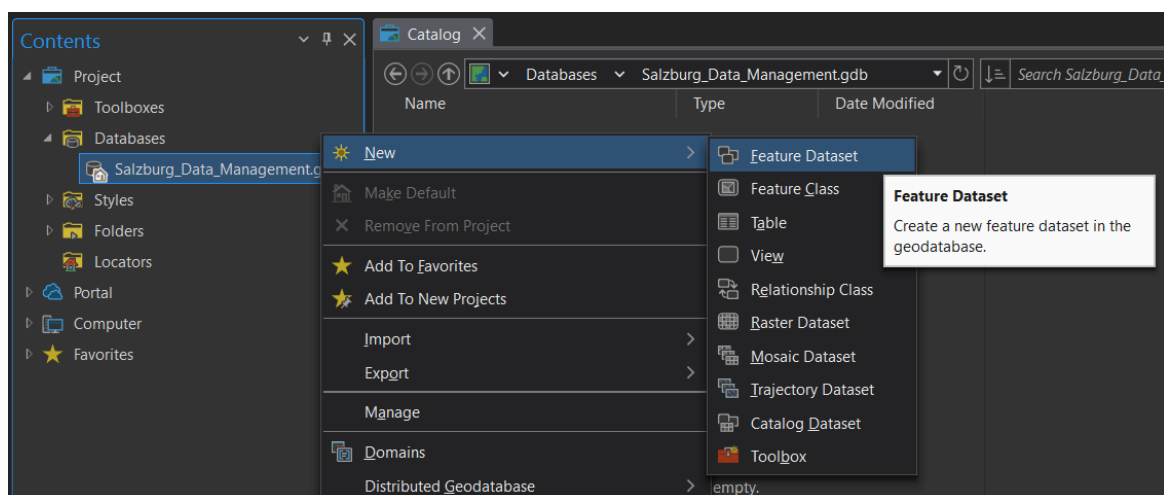 Contents
Project
Toolboxes
Databases
Salzburg_Data_Management.g
Styles
Folders
Locators
Portal
Computer
Favorites
Catalog
Databases Salzburg_Data_Management.gdb Search Salzburg_Data_
Name Type Date Modified
New
Make Default
Remove From Project
Add To Favorites
Add To New Projects
Import
Export
Manage
Domains
Distributed Geodatabase
Feature Dataset
Feature Class
Table
View
Relationship Class
Raster Dataset
Mosaic Dataset
Trajectory Dataset
Catalog Dataset
Toolbox
empty.
Feature Dataset
Create a new feature dataset in the
geodatabase.